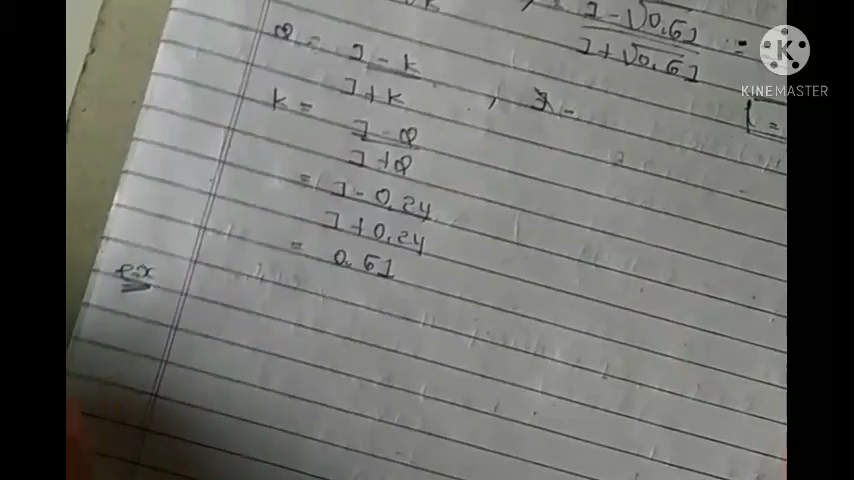 = 1 - √0.61 / 1 + √0.61 =
Q = 1 - k / 1 + k
k = 1 - Q / 1 + Q
= 1 - 0.24 / 1 + 0.24
= 0.61
ex
K
KINEMASTER